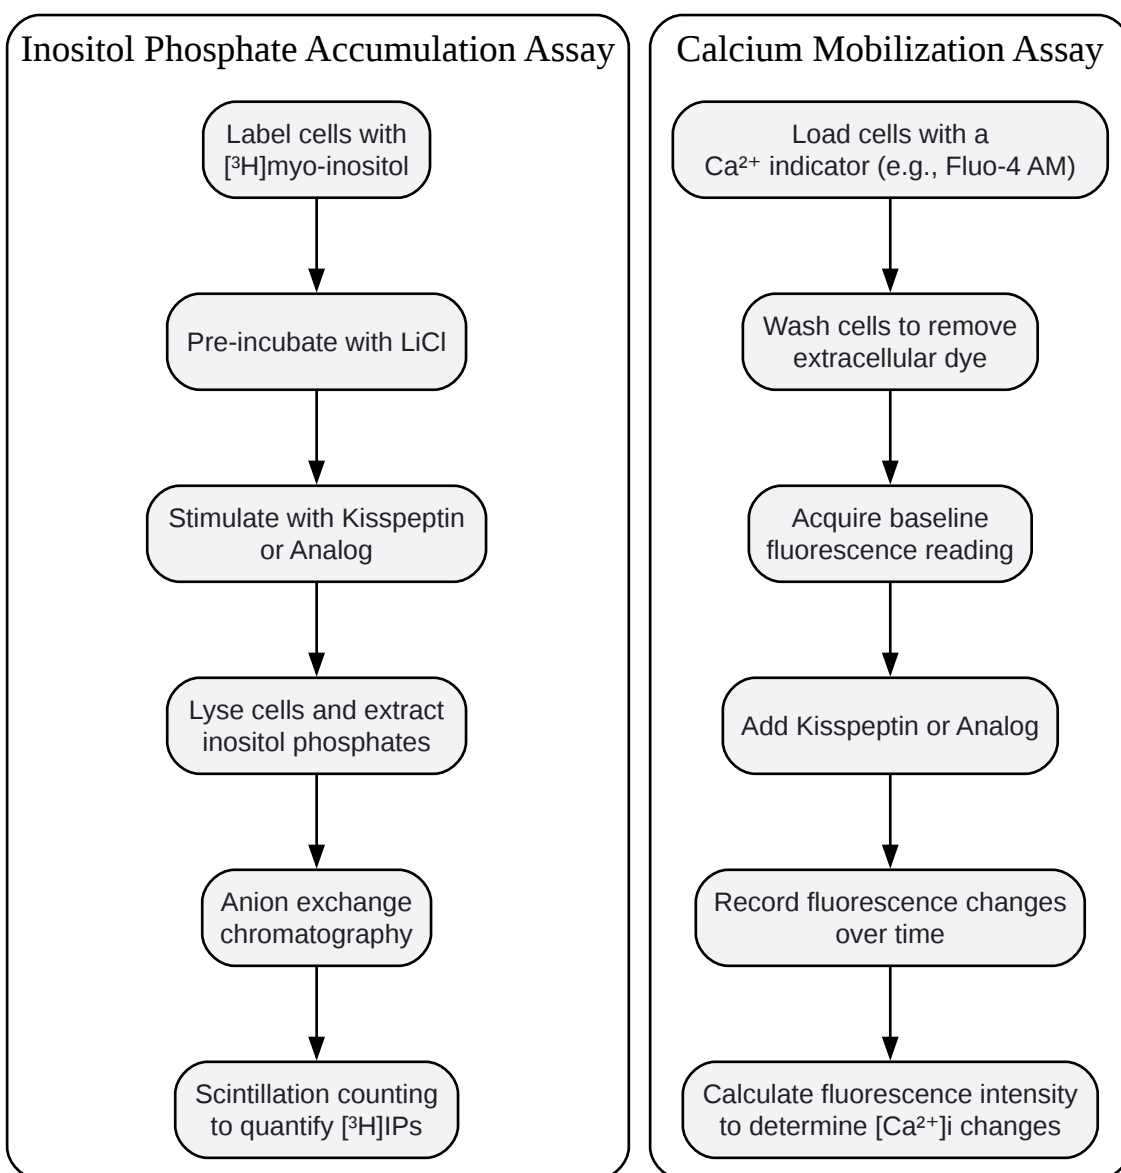 Inositol Phosphate Accumulation Assay
Label cells with
[³H]myo-inositol
Pre-incubate with LiCl
Stimulate with Kisspeptin
or Analog
Lyse cells and extract
inositol phosphates
Anion exchange
chromatography
Scintillation counting
to quantify [³H]IPs
Calcium Mobilization Assay
Load cells with a
Ca²⁺ indicator (e.g., Fluo-4 AM)
Wash cells to remove
extracellular dye
Acquire baseline
fluorescence reading
Add Kisspeptin or Analog
Record fluorescence changes
over time
Calculate fluorescence intensity
to determine [Ca²⁺]i changes